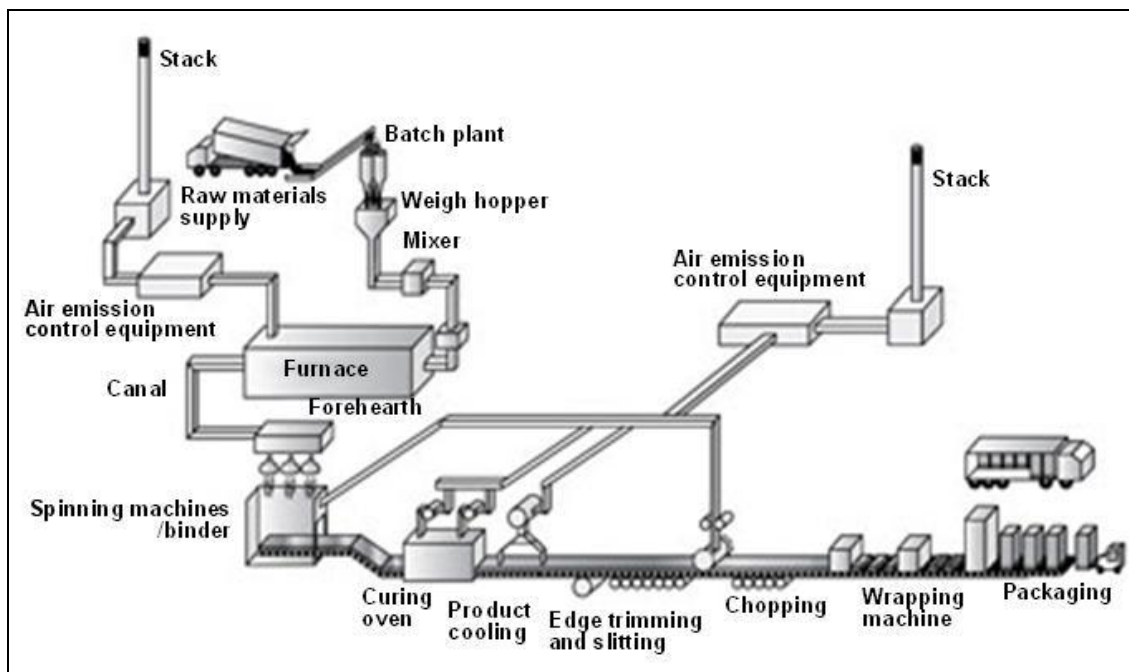 Stack
Batch plant
Raw materials
supply
Weigh hopper
Mixer
Stack
Air emission
control equipment
Air emission
control equipment
Furnace
Canal
Forehearth
Spinning machines
/binder
Curing
oven
Product
cooling
Edge trimming
and slitting
Chopping
Wrapping
machine
Packaging